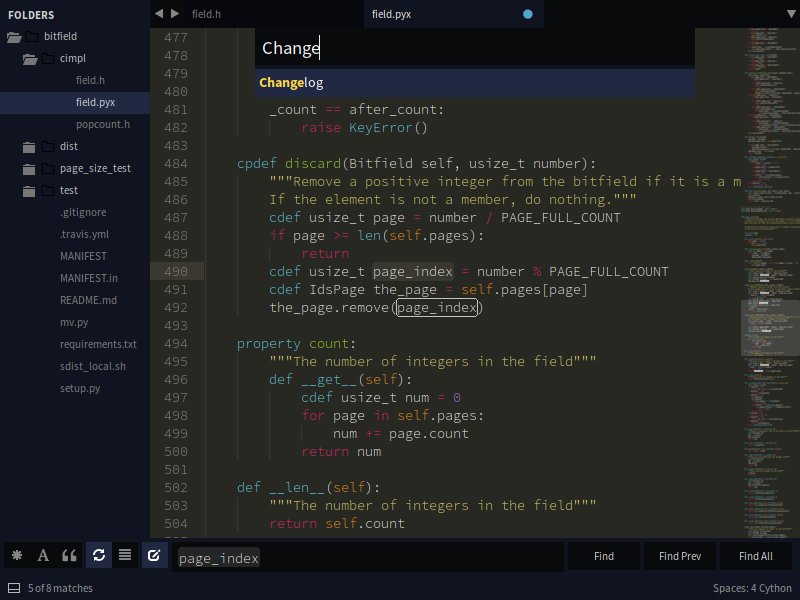 FOLDERS
bitfield
cimpl
field.h
field.pyx
popcount.h
dist
page_size_test
test
.gitignore
.travis.yml
MANIFEST
MANIFEST.in
README.md
mv.py
requirements.txt
sdist_local.sh
setup.py
field.h
field.pyx
Change
Changelog
477
478
479
480
481 _count == after_count:
482 raise KeyError()
483
484 cpdef discard(Bitfield self, usize_t number):
485 """Remove a positive integer from the bitfield if it is a m
486 If the element is not a member, do nothing."""
487 cdef usize_t page = number / PAGE_FULL_COUNT
488 if page >= len(self.pages):
489 return
490 cdef usize_t page_index = number % PAGE_FULL_COUNT
491 cdef IdsPage the_page = self.pages[page]
492 the_page.remove(page_index)
493
494 property count:
495 """The number of integers in the field"""
496 def __get__(self):
497 cdef usize_t num = 0
498 for page in self.pages:
499 num += page.count
500 return num
501
502 def __len__(self):
503 """The number of integers in the field"""
504 return self.count
page_index
Find
Find Prev
Find All
5 of 8 matches
Spaces: 4 Cython